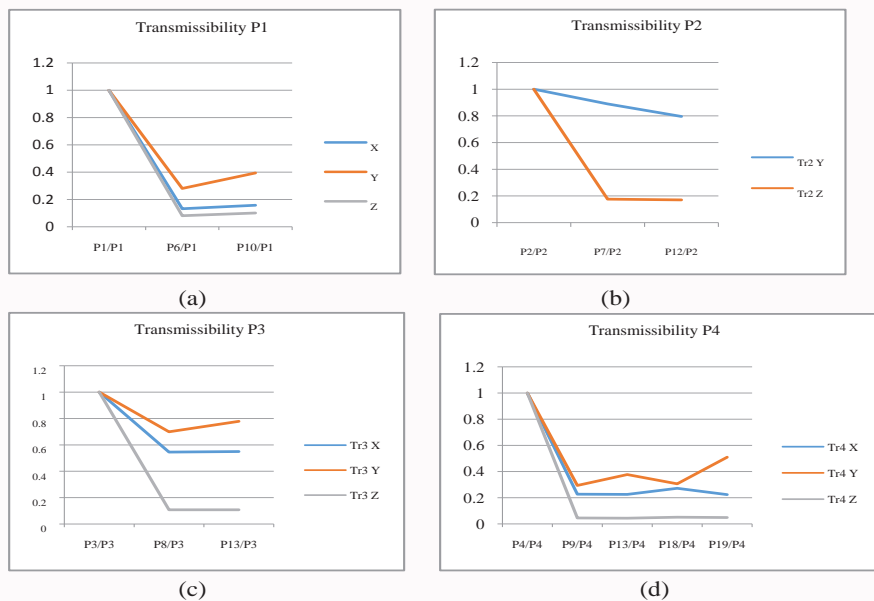 Transmissibility P1
1.2
1
0.8
0.6
0.4
0.2
0
P1/P1 P6/P1 P10/P1
X
Y
Z
(a)
Transmissibility P2
1.2
1
0.8
0.6
0.4
0.2
0
P2/P2 P7/P2 P12/P2
Tr2 Y
Tr2 Z
(b)
Transmissibility P3
1.2
1
0.8
0.6
0.4
0.2
0
P3/P3 P8/P3 P13/P3
Tr3 X
Tr3 Y
Tr3 Z
(c)
Transmissibility P4
1.2
1
0.8
0.6
0.4
0.2
0
P4/P4 P9/P4 P13/P4 P18/P4 P19/P4
Tr4 X
Tr4 Y
Tr4 Z
(d)